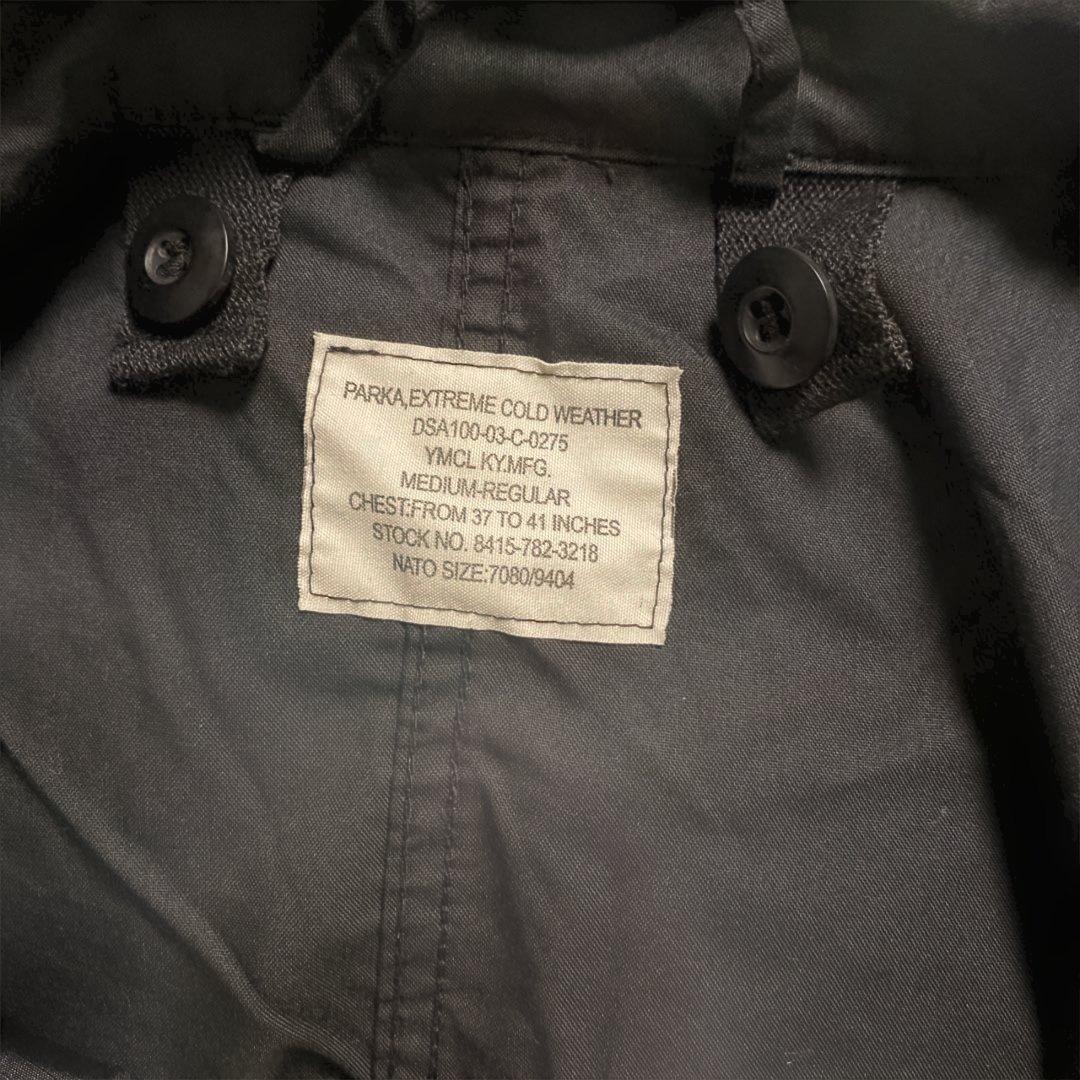 PARKA,EXTREME COLD WEATHER
DSA100-03-C-0275
YMCL KY.MFG.
MEDIUM-REGULAR
CHEST:FROM 37 TO 41 INCHES
STOCK NO. 8415-782-3218
NATO SIZE:7080/9404